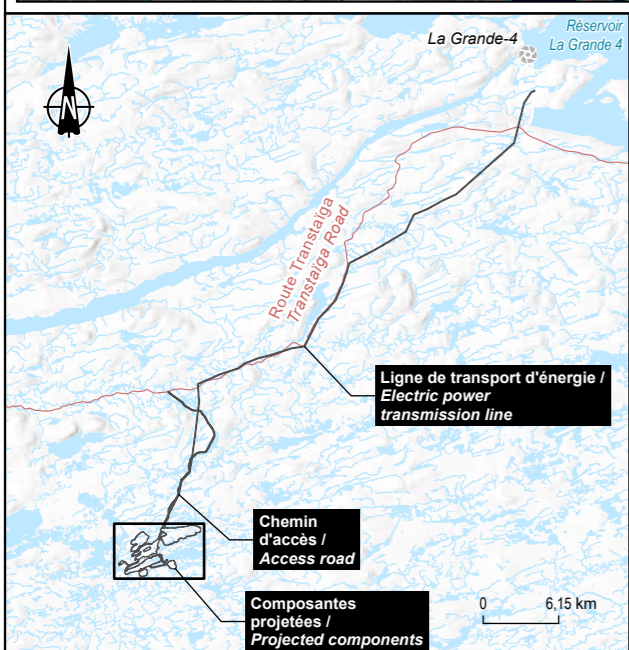 La Grande-4
Réservoir
La Grande 4
N
Route Transtaïga
Transtaïga Road
Ligne de transport d'énergie /
Electric power
transmission line
Chemin
d'accès /
Access road
Composantes
projetées /
Projected components
0 6,15 km